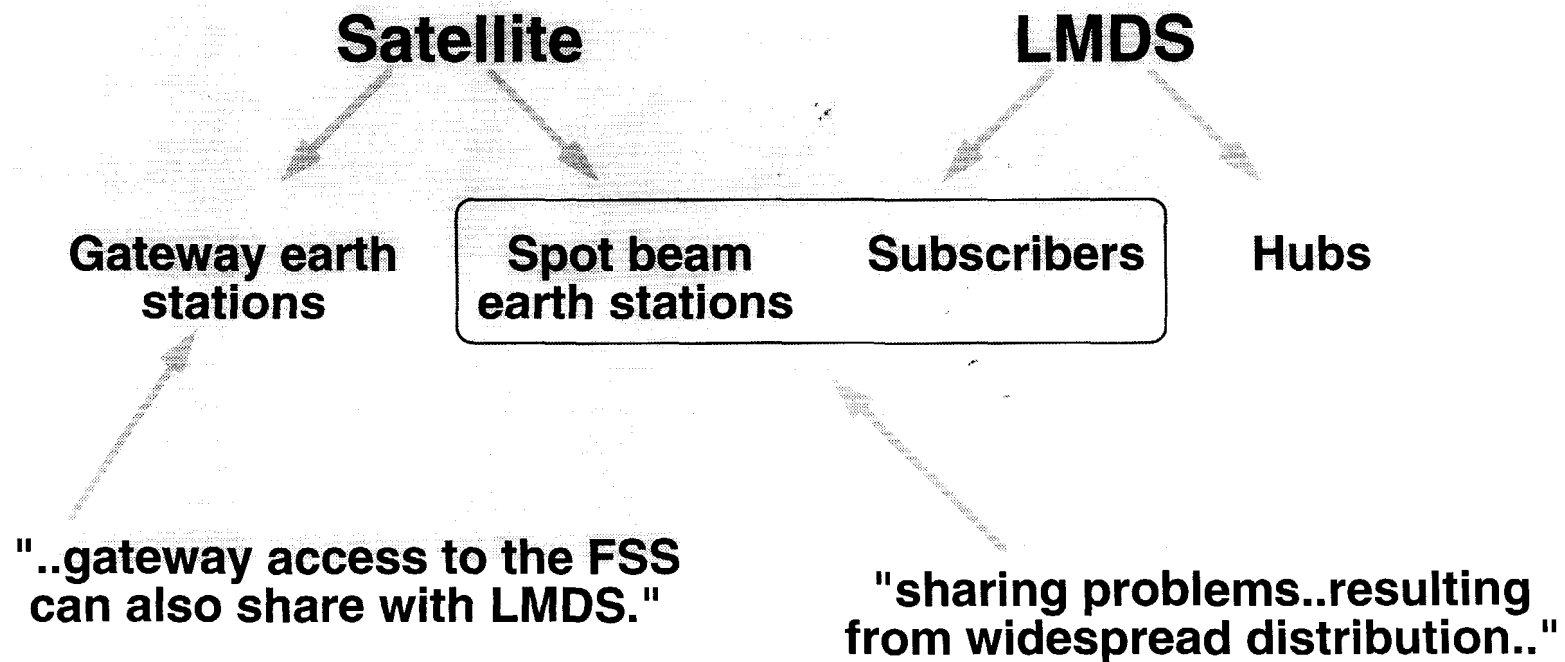 Satellite
LMDS
Gateway earth
stations
Spot beam
earth stations
Subscribers
Hubs
"..gateway access to the FSS
can also share with LMDS."
"sharing problems..resulting
from widespread distribution.."